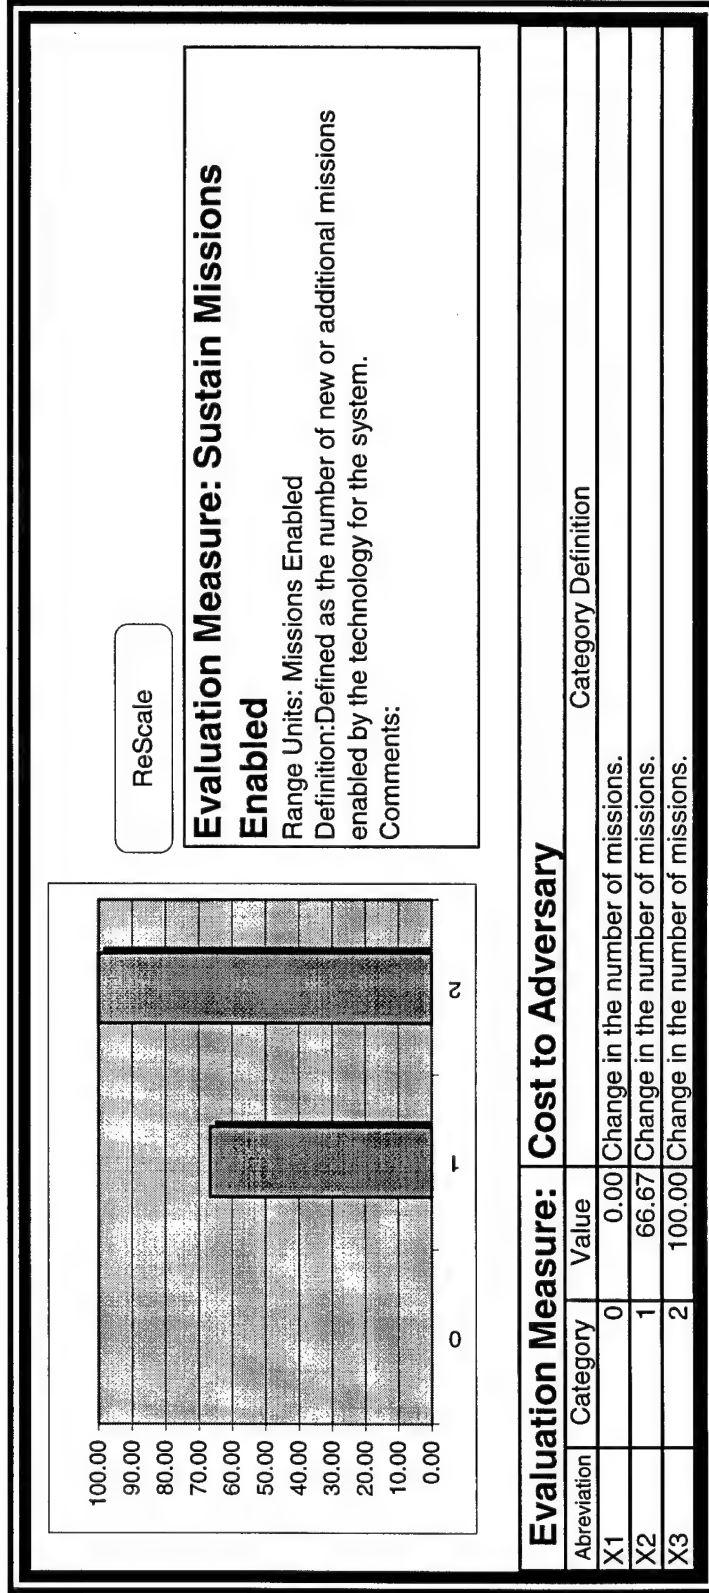 ReScale
Evaluation Measure: Sustain Missions
Enabled
Range Units: Missions Enabled
Definition:Defined as the number of new or additional missions
enabled by the technology for the system.
Comments:
100.00
90.00
80.00
70.00
60.00
50.00
40.00
30.00
20.00
10.00
0.00
0 1 2
Evaluation Measure: Cost to Adversary
Abreviation Category Value Category Definition
X1 0 0.00 Change in the number of missions.
X2 1 66.67 Change in the number of missions.
X3 2 100.00 Change in the number of missions.